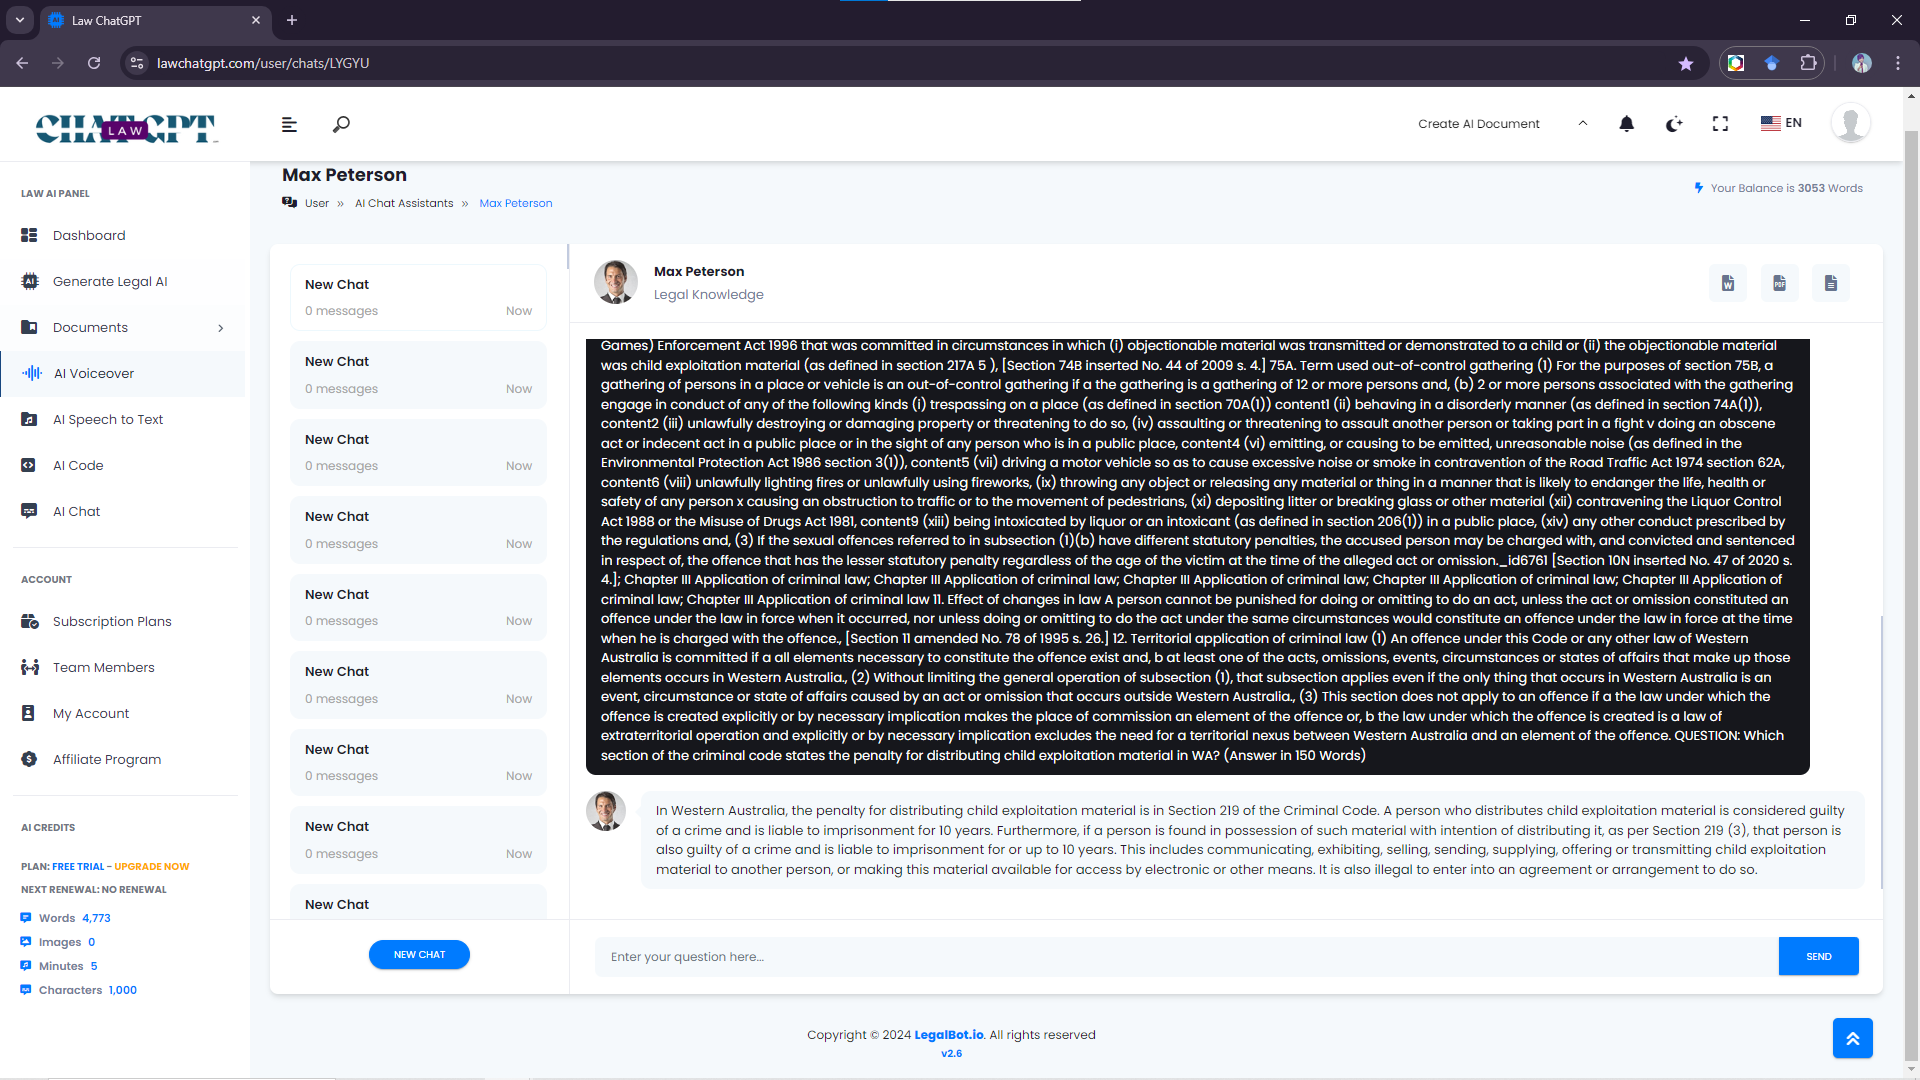 Law ChatGPT
lawchatgpt.com/user/chats/LYGYU
CHATGPT
LAW
Create AI Document
EN
LAW AI PANEL
Dashboard
Generate Legal AI
Documents
AI Voiceover
AI Speech to Text
AI Code
AI Chat
ACCOUNT
Subscription Plans
Team Members
My Account
Affiliate Program
AI CREDITS
PLAN: FREE TRIAL - UPGRADE NOW
NEXT RENEWAL: NO RENEWAL
Words 4,773
Images 0
Minutes 5
Characters 1,000
Max Peterson
User » AI Chat Assistants » Max Peterson
Your Balance is 3053 Words
New Chat
0 messages Now
New Chat
0 messages Now
New Chat
0 messages Now
New Chat
0 messages Now
New Chat
0 messages Now
New Chat
0 messages Now
New Chat
0 messages Now
New Chat
0 messages Now
New Chat
NEW CHAT
Max Peterson
Legal Knowledge
W
PDF
Games) Enforcement Act 1996 that was committed in circumstances in which (i) objectionable material was transmitted or demonstrated to a child or (ii) the objectionable material
was child exploitation material (as defined in section 217A 5 ), [Section 74B inserted No. 44 of 2009 s. 4.] 75A. Term used out-of-control gathering (1) For the purposes of section 75B, a
gathering of persons in a place or vehicle is an out-of-control gathering if a the gathering is a gathering of 12 or more persons and, (b) 2 or more persons associated with the gathering
engage in conduct of any of the following kinds (i) trespassing on a place (as defined in section 70A(1)) content1 (ii) behaving in a disorderly manner (as defined in section 74A(1)),
content2 (iii) unlawfully destroying or damaging property or threatening to do so, (iv) assaulting or threatening to assault another person or taking part in a fight v doing an obscene
act or indecent act in a public place or in the sight of any person who is in a public place, content4 (vi) emitting, or causing to be emitted, unreasonable noise (as defined in the
Environmental Protection Act 1986 section 3(1)), content5 (vii) driving a motor vehicle so as to cause excessive noise or smoke in contravention of the Road Traffic Act 1974 section 62A,
content6 (viii) unlawfully lighting fires or unlawfully using fireworks, (ix) throwing any object or releasing any material or thing in a manner that is likely to endanger the life, health or
safety of any person x causing an obstruction to traffic or to the movement of pedestrians, (xi) depositing litter or breaking glass or other material (xii) contravening the Liquor Control
Act 1988 or the Misuse of Drugs Act 1981, content9 (xiii) being intoxicated by liquor or an intoxicant (as defined in section 206(1)) in a public place, (xiv) any other conduct prescribed by
the regulations and, (3) If the sexual offences referred to in subsection (1)(b) have different statutory penalties, the accused person may be charged with, and convicted and sentenced
in respect of, the offence that has the lesser statutory penalty regardless of the age of the victim at the time of the alleged act or omission._id6761 [Section 10N inserted No. 47 of 2020 s.
4.]; Chapter III Application of criminal law; Chapter III Application of criminal law; Chapter III Application of criminal law; Chapter III Application of criminal law; Chapter III Application of
criminal law; Chapter III Application of criminal law 11. Effect of changes in law A person cannot be punished for doing or omitting to do an act, unless the act or omission constituted an
offence under the law in force when it occurred, nor unless doing or omitting to do the act under the same circumstances would constitute an offence under the law in force at the time
when he is charged with the offence., [Section 11 amended No. 78 of 1995 s. 26.] 12. Territorial application of criminal law (1) An offence under this Code or any other law of Western
Australia is committed if a all elements necessary to constitute the offence exist and, b at least one of the acts, omissions, events, circumstances or states of affairs that make up those
elements occurs in Western Australia., (2) Without limiting the general operation of subsection (1), that subsection applies even if the only thing that occurs in Western Australia is an
event, circumstance or state of affairs caused by an act or omission that occurs outside Western Australia., (3) This section does not apply to an offence if a the law under which the
offence is created explicitly or by necessary implication makes the place of commission an element of the offence or, b the law under which the offence is created is a law of
extraterritorial operation and explicitly or by necessary implication excludes the need for a territorial nexus between Western Australia and an element of the offence. QUESTION: Which
section of the criminal code states the penalty for distributing child exploitation material in WA? (Answer in 150 Words)
In Western Australia, the penalty for distributing child exploitation material is in Section 219 of the Criminal Code. A person who distributes child exploitation material is considered guilty
of a crime and is liable to imprisonment for 10 years. Furthermore, if a person is found in possession of such material with intention of distributing it, as per Section 219 (3), that person is
also guilty of a crime and is liable to imprisonment for or up to 10 years. This includes communicating, exhibiting, selling, sending, supplying, offering or transmitting child exploitation
material to another person, or making this material available for access by electronic or other means. It is also illegal to enter into an agreement or arrangement to do so.
Enter your question here...
SEND
Copyright © 2024 LegalBot.io. All rights reserved
v2.6